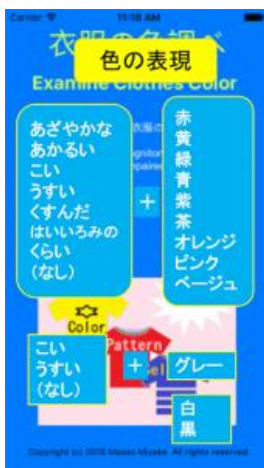 Carrier 11:18 AM
衣服の色調べ
色の表現
Examine Clothes Color
あざやかな
あかるい
こい
うすい
くすんだ
はいいろみの
くらい
(なし)
+
赤
黄
緑
青
紫
茶
オレンジ
ピンク
ベージュ
Color
Pattern
こい
うすい
(なし)
+
グレー
白
黒
Copyright (c) 2016 Masao Miyake. All rights reserved.